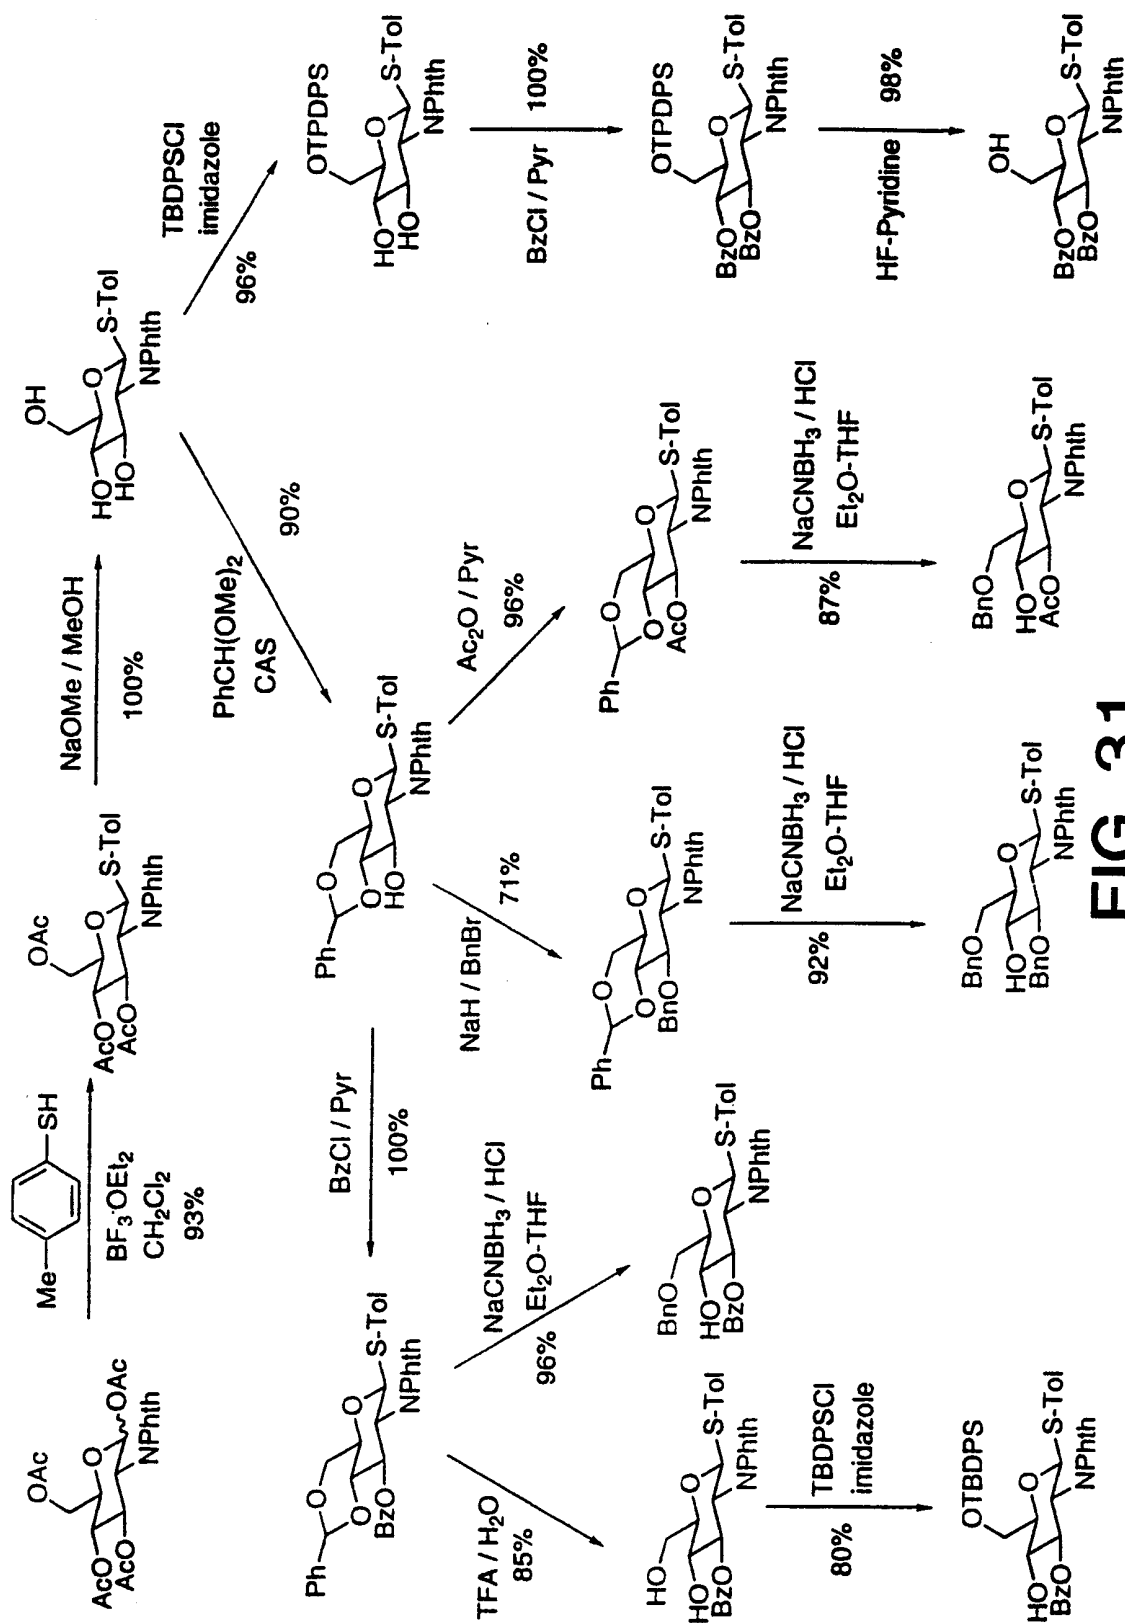 OAc
AcO
AcO
O
OAc
NPhth
Me
SH
BF3·OEt2
CH2Cl2
93%
OAc
AcO
AcO
O
S-Tol
NPhth
NaOMe / MeOH
100%
OH
HO
HO
O
S-Tol
NPhth
TBDPSCl
imidazole
96%
PhCH(OMe)2
CAS
90%
OTPDPS
HO
HO
O
S-Tol
NPhth
BzCl / Pyr
100%
OTPDPS
BzO
BzO
O
S-Tol
NPhth
HF-Pyridine
98%
OH
BzO
BzO
O
S-Tol
NPhth
Ph
O
O
HO
O
S-Tol
NPhth
BzCl / Pyr
100%
NaH / BnBr
71%
Ac2O / Pyr
96%
Ph
O
O
BzO
O
S-Tol
NPhth
Ph
O
O
BnO
O
S-Tol
NPhth
Ph
O
O
AcO
O
S-Tol
NPhth
TFA / H2O
85%
NaCNBH3 / HCl
Et2O-THF
96%
NaCNBH3 / HCl
Et2O-THF
92%
NaCNBH3 / HCl
Et2O-THF
87%
HO
HO
BzO
O
S-Tol
NPhth
BnO
HO
BzO
O
S-Tol
NPhth
BnO
HO
BnO
O
S-Tol
NPhth
BnO
HO
AcO
O
S-Tol
NPhth
TBDPSCl
imidazole
80%
OTBDPS
HO
BzO
O
S-Tol
NPhth
FIG. 31